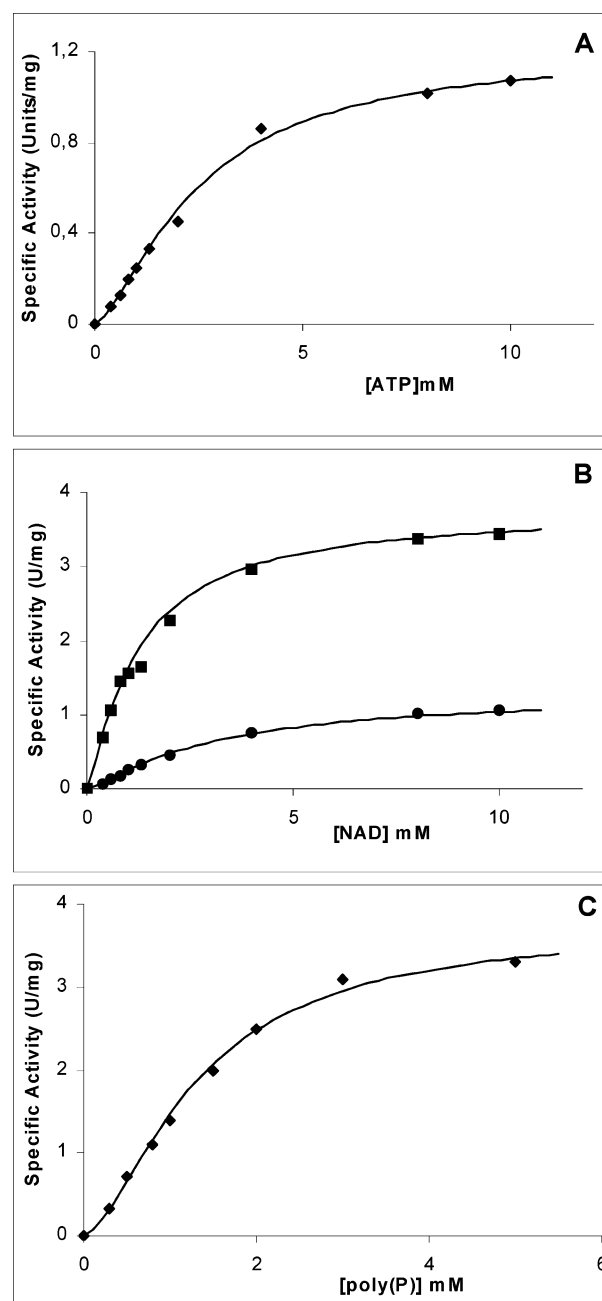 A
Specific Activity (Units/mg)
1,2
0,8
0,4
0
0 5 10
[ATP]mM
B
Specific Activity (U/mg)
4
3
2
1
0
0 5 10
[NAD] mM
C
Specific Activity (U/mg)
4
3
2
1
0
0 2 4 6
[poly(P)] mM